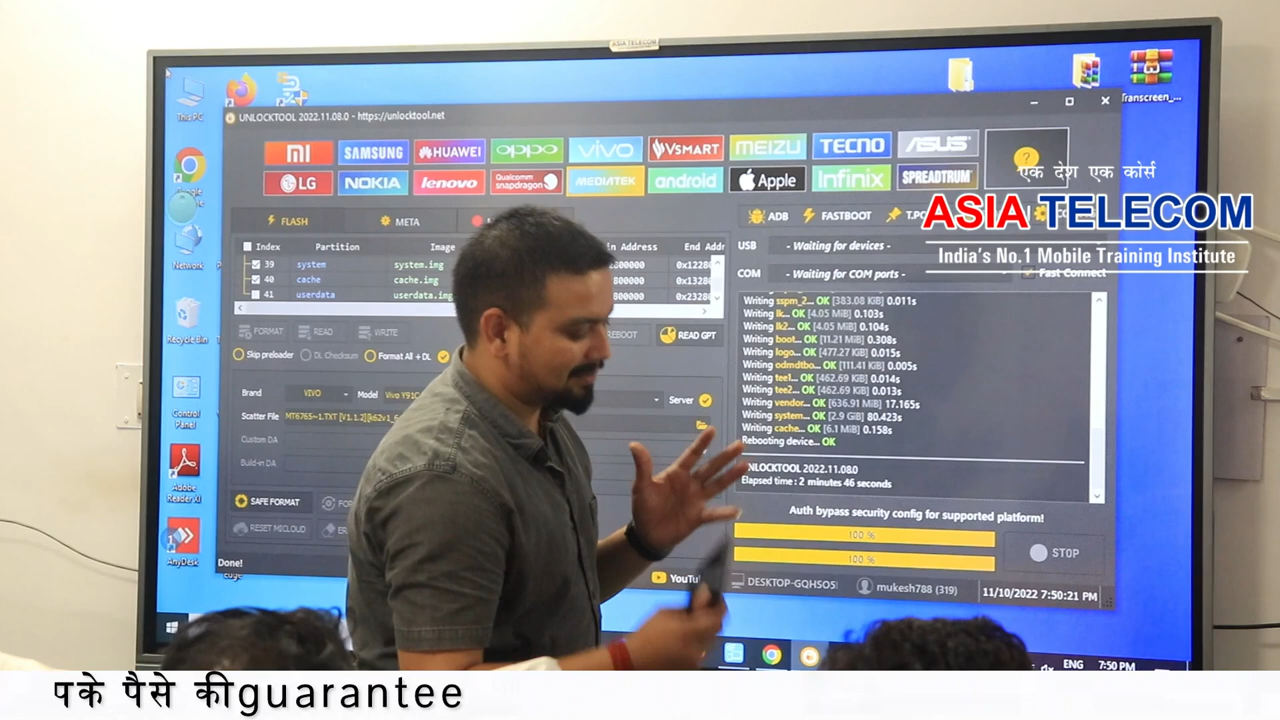 ASIA TELECOM
This PC
Transcreen_...
UNLOCKTOOL 2022.11.08.0 - https://unlocktool.net
MI SAMSUNG HUAWEI oppo vivo VSMART MEIZU TECNO ASUS
LG NOKIA lenovo Qualcomm snapdragon MEDIATEK android Apple Infinix SPREADTRUM
एक देश एक कोर्स
ASIA TELECOM
India's No.1 Mobile Training Institute
FLASH META
ADB FASTBOOT
USB - Waiting for devices -
COM - Waiting for COM ports -
Fast Connect
Index Partition Image Address End Addr
39 system system.img
40 cache cache.img
41 userdata userdata.img
FORMAT READ WRITE REBOOT READ GPT
Skip preloader DL Checksum Format All + DL
Brand VIVO Model Vivo Y91C Server
Scatter File
Custom DA
Build-in DA
SAFE FORMAT
RESET MICLOUD
Done!
Writing sspm_2... OK [383.08 KiB] 0.011s
Writing lk... OK [4.05 MiB] 0.103s
Writing lk2... OK [4.05 MiB] 0.104s
Writing boot... OK [11.21 MiB] 0.308s
Writing logo... OK [477.27 KiB] 0.015s
Writing odmdtbo... OK [111.41 KiB] 0.005s
Writing tee1... OK [462.69 KiB] 0.014s
Writing tee2... OK [462.69 KiB] 0.013s
Writing vendor... OK [636.91 MiB] 17.165s
Writing system... OK [2.9 GiB] 80.423s
Writing cache... OK [6.1 MiB] 0.158s
Rebooting device... OK
UNLOCKTOOL 2022.11.08.0
Elapsed time : 2 minutes 46 seconds
Auth bypass security config for supported platform!
100 %
100 %
STOP
mukesh788 (319)
11/10/2022 7:50:21 PM
Network
Recycle Bin
Control Panel
Adobe Reader XI
AnyDesk
Edge
ENG 7:50 PM
पके पैसे कीguarantee